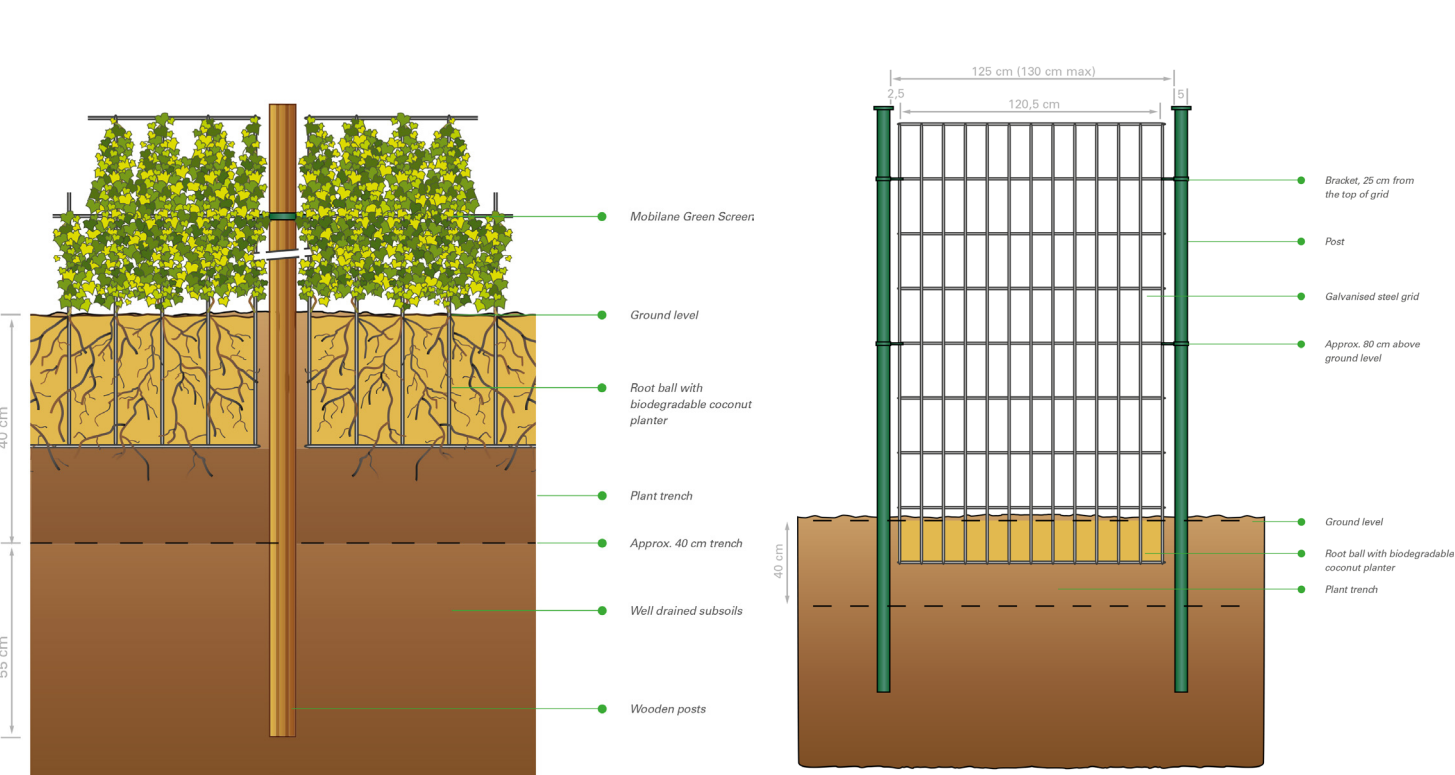 Mobilane Green Screen
Ground level
Root ball with
biodegradable coconut
planter
Plant trench
Approx. 40 cm trench
Well drained subsoils
Wooden posts
40 cm
55 cm
125 cm (130 cm max)
2,5
5
120,5 cm
Bracket, 25 cm from
the top of grid
Post
Galvanised steel grid
Approx. 80 cm above
ground level
Ground level
Root ball with biodegradable
coconut planter
Plant trench
40 cm